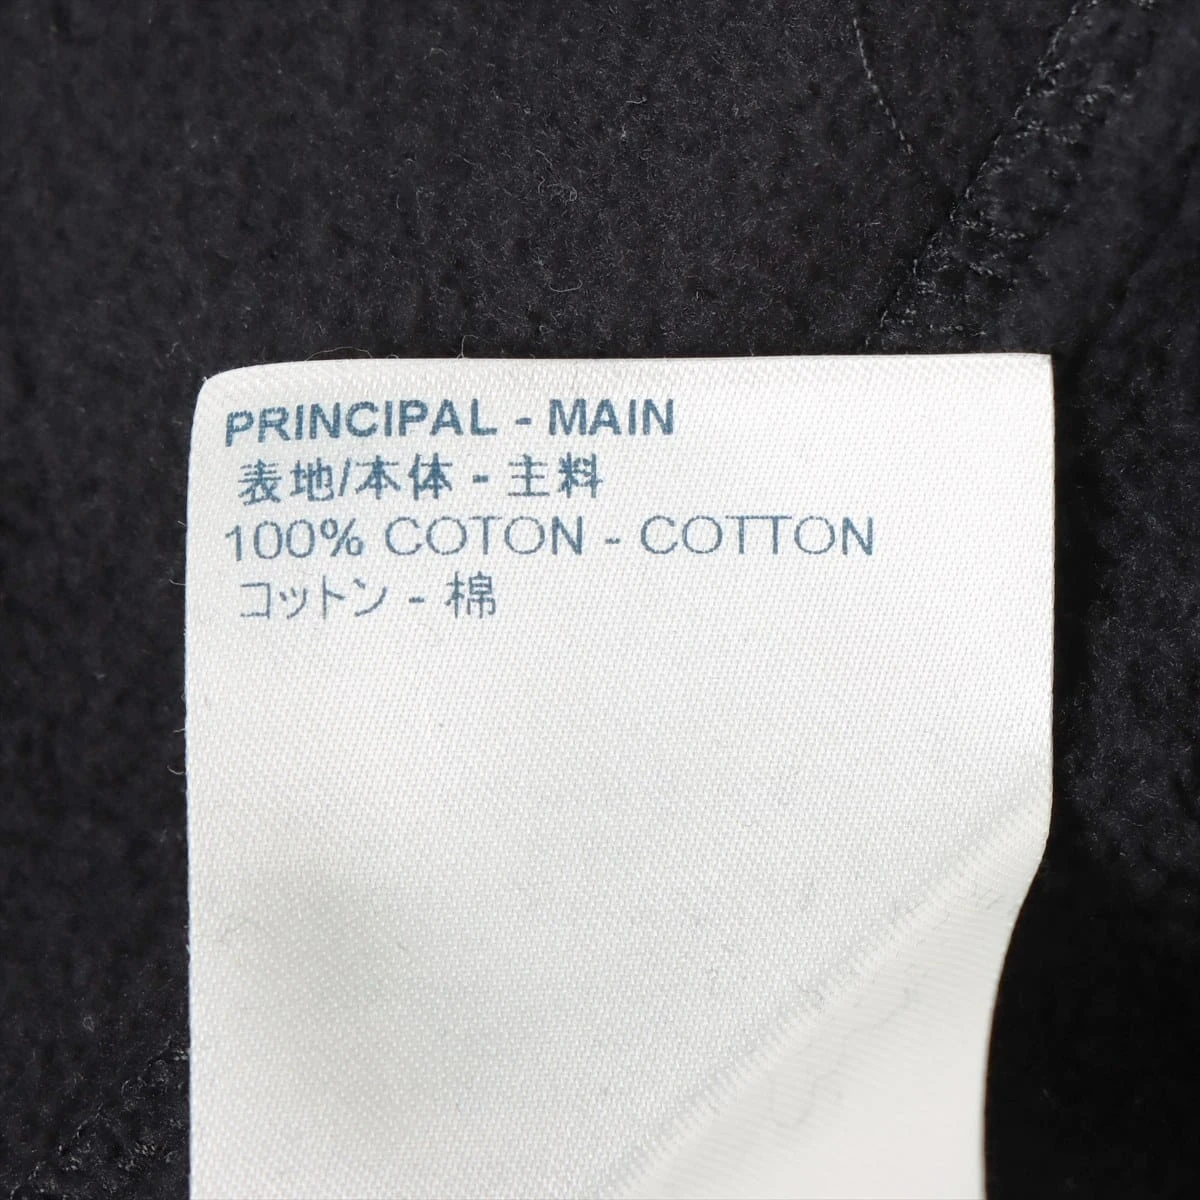 PRINCIPAL - MAIN
表地/本体 - 主料
100% COTON - COTTON
コットン - 棉